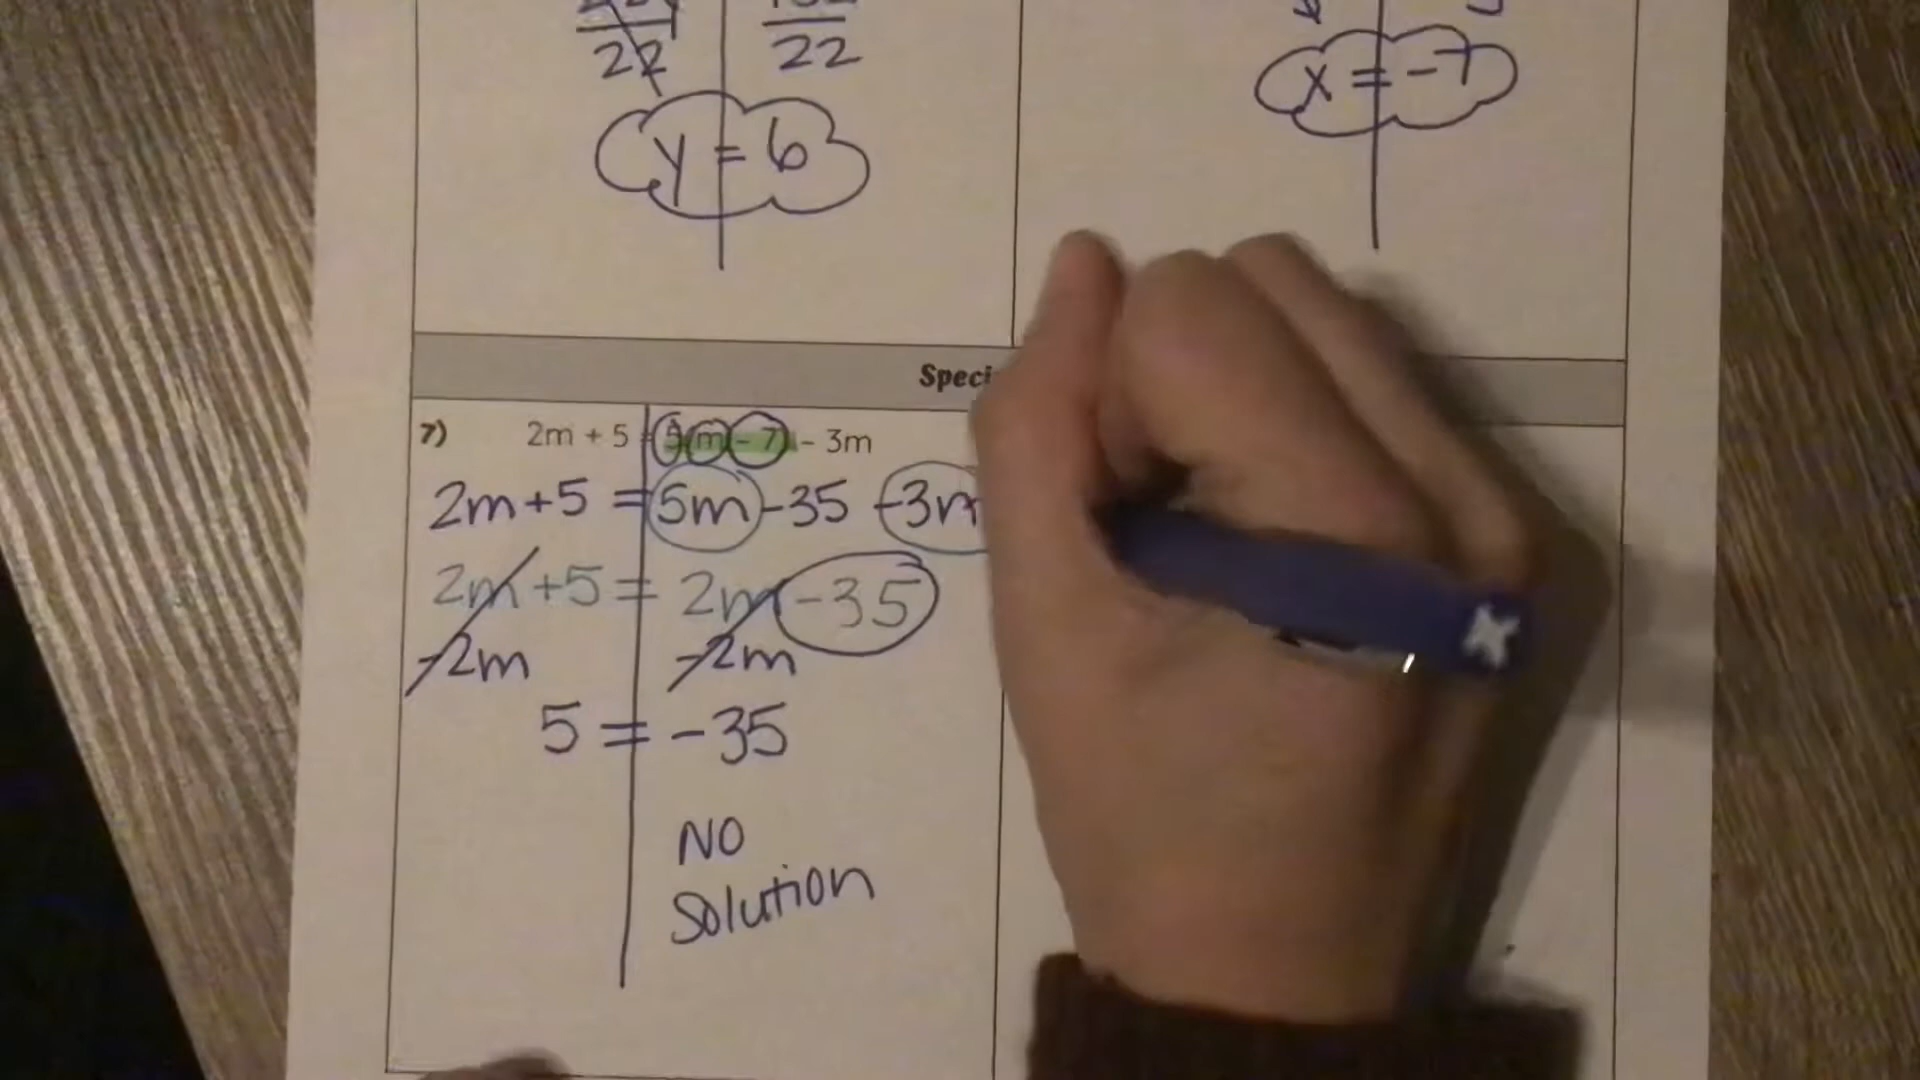 22 22
x = -7
y = 6
7) 2m + 5 = 5(m - 7) - 3m
2m+5 = 5m -35 -3m
2m +5 = 2m -35
-2m -2m
5 = -35
NO
Solution